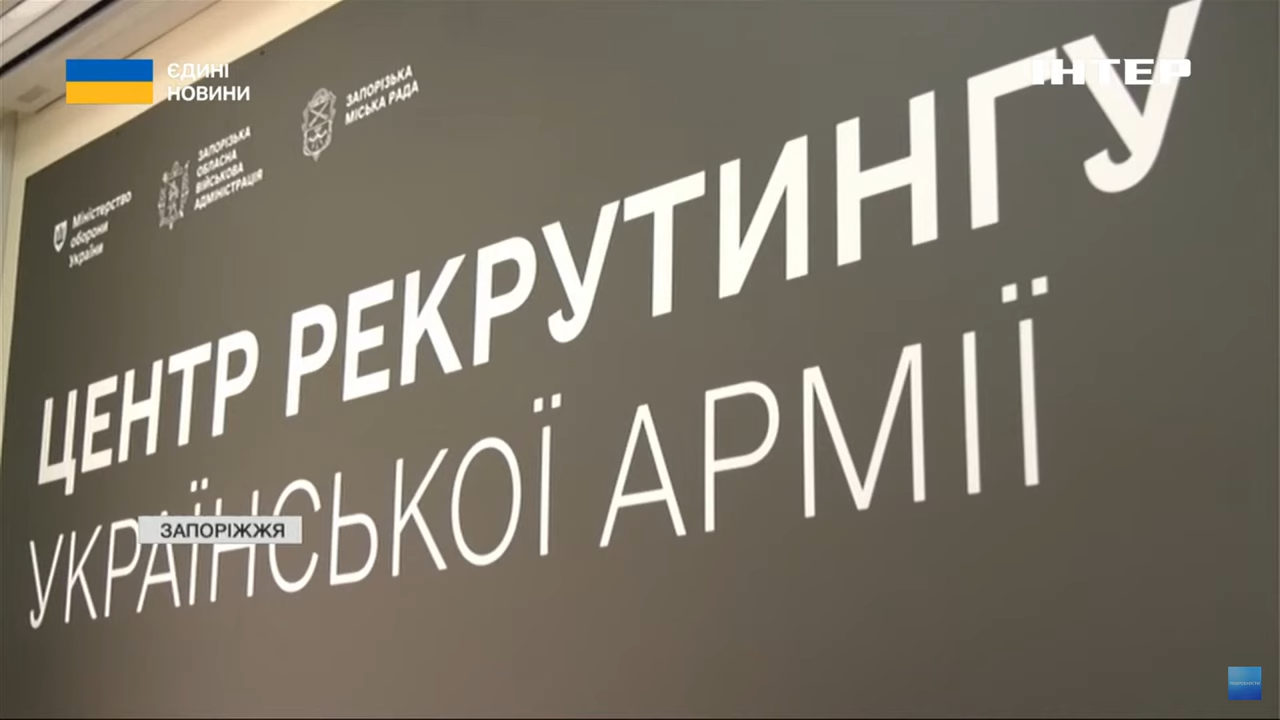 ЄДИНІ
НОВИНИ
ІНТЕР
Міністерство
оборони
України
ЗАПОРІЗЬКА
ОБЛАСНА
ВІЙСЬКОВА
АДМІНІСТРАЦІЯ
ЗАПОРІЗЬКА
МІСЬКА РАДА
ЦЕНТР РЕКРУТИНГУ
УКРАЇНСЬКОЇ АРМІЇ
ЗАПОРІЖЖЯ